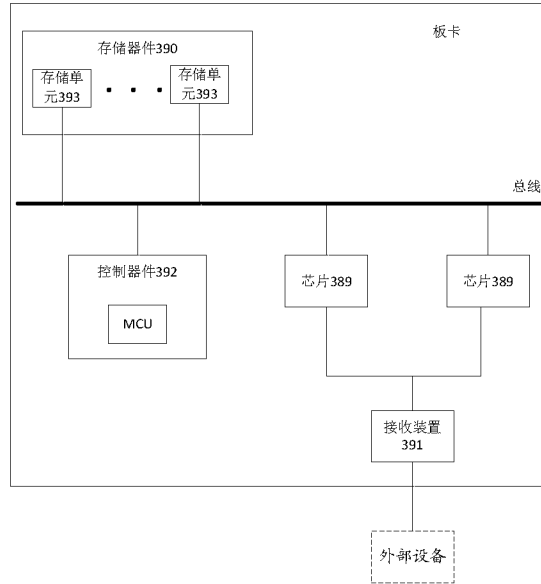 板卡
存储器件390
存储单
元393
存储单
元393
总线
控制器件392
MCU
芯片389
芯片389
接收装置
391
外部设备